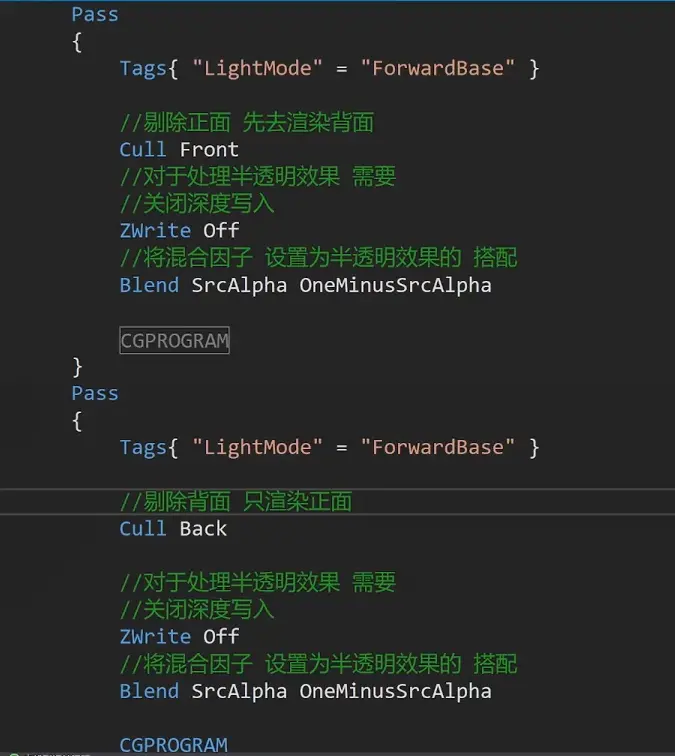 Pass
{
Tags{ "LightMode" = "ForwardBase" }
//剔除正面 先去渲染背面
Cull Front
//对于处理半透明效果 需要
//关闭深度写入
ZWrite Off
//将混合因子 设置为半透明效果的 搭配
Blend SrcAlpha OneMinusSrcAlpha
CGPROGRAM
}
Pass
{
Tags{ "LightMode" = "ForwardBase" }
//剔除背面 只渲染正面
Cull Back
//对于处理半透明效果 需要
//关闭深度写入
ZWrite Off
//将混合因子 设置为半透明效果的 搭配
Blend SrcAlpha OneMinusSrcAlpha
CGPROGRAM